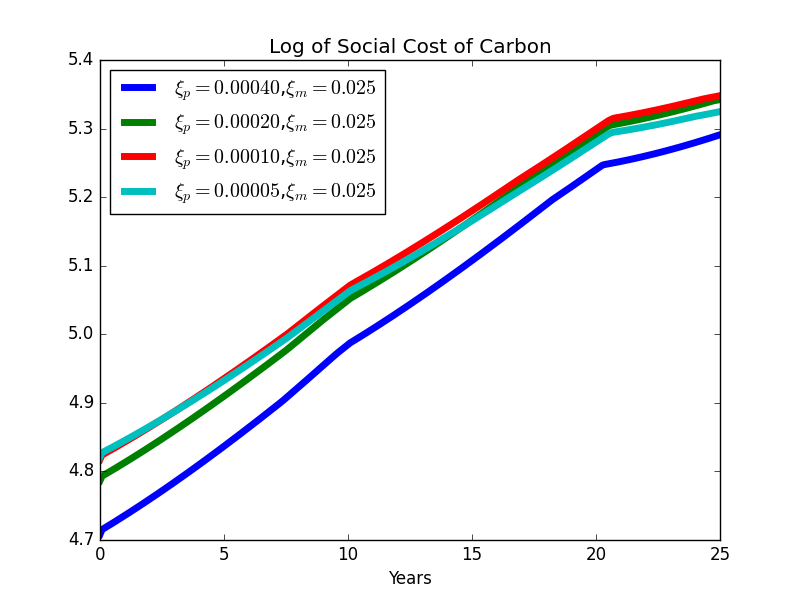 Log of Social Cost of Carbon
5.4
5.3
5.2
5.1
5.0
4.9
4.8
4.7
ξp = 0.00040,ξm = 0.025
ξp = 0.00020,ξm = 0.025
ξp = 0.00010,ξm = 0.025
ξp = 0.00005,ξm = 0.025
0 5 10 15 20 25
Years